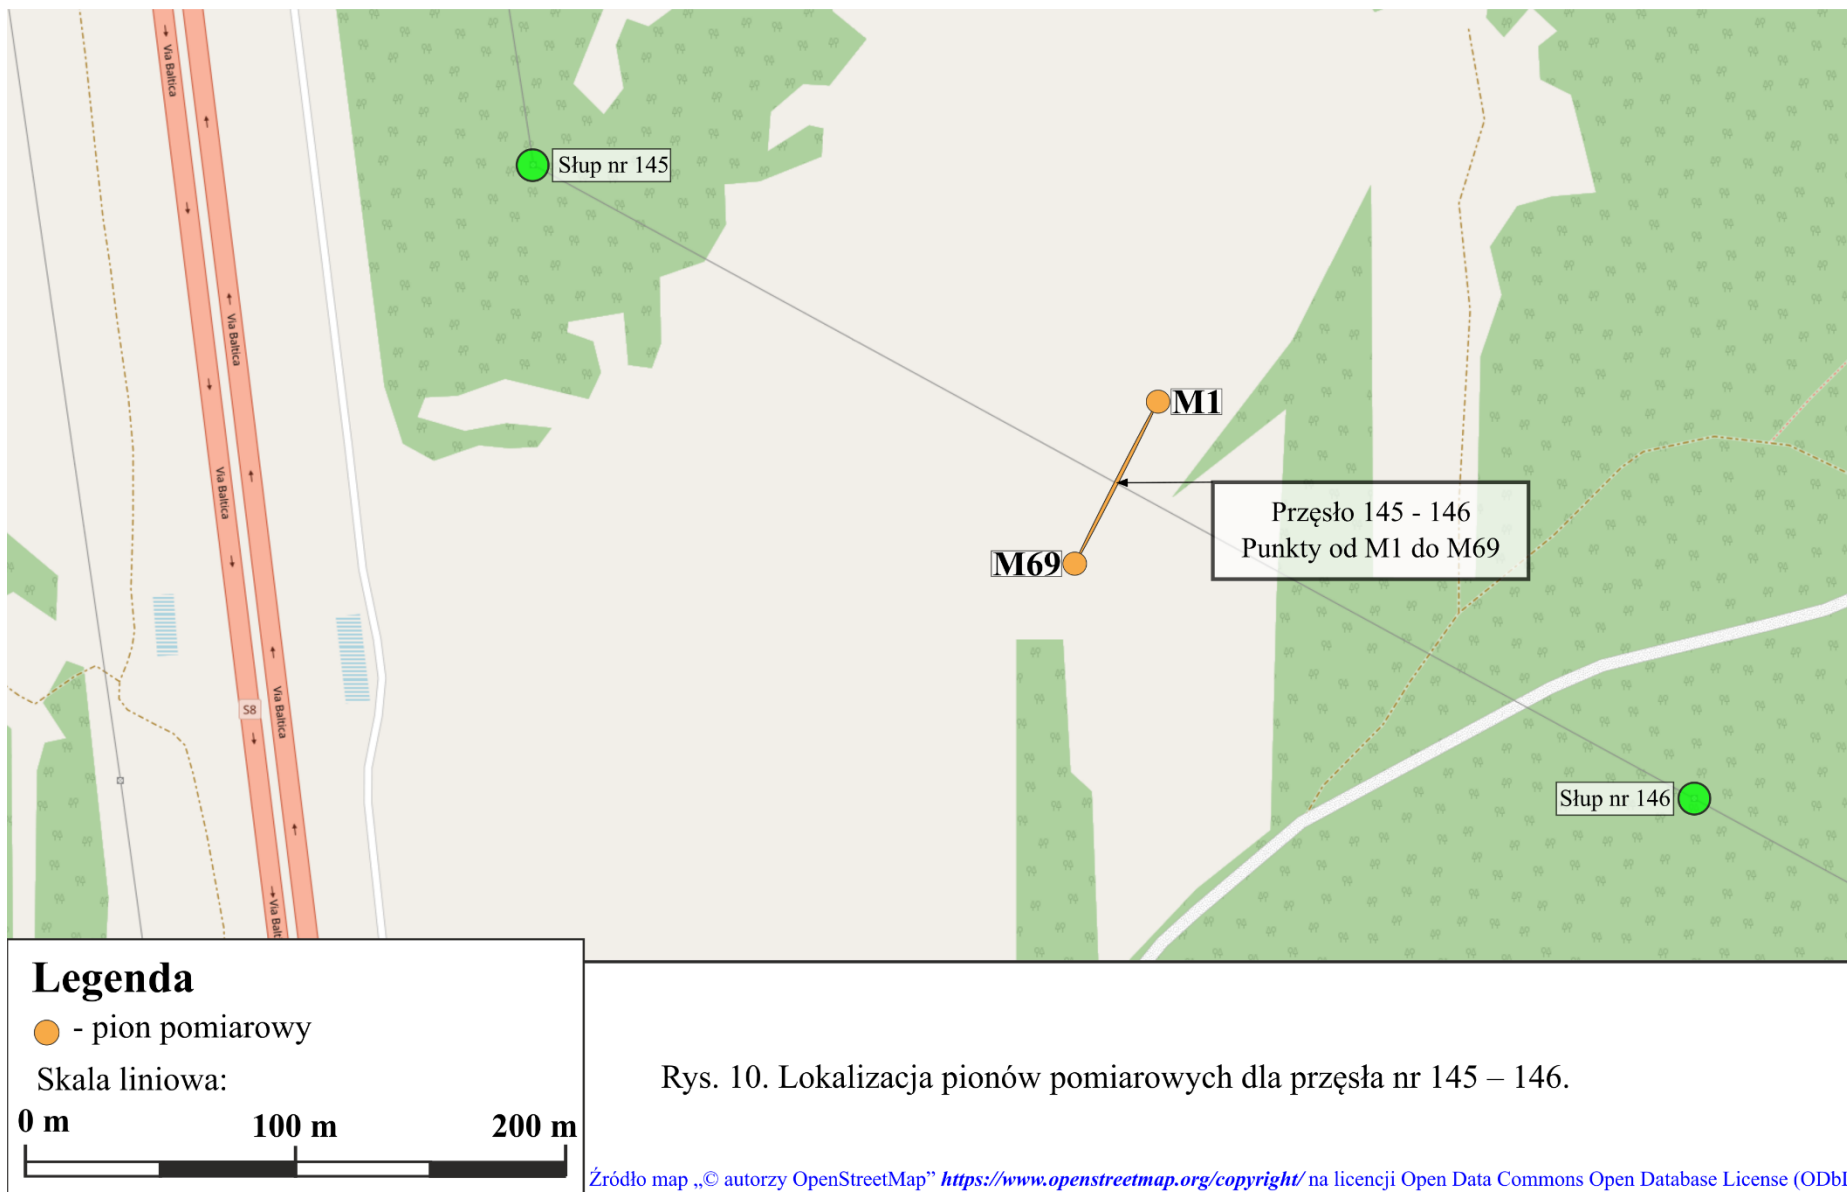 Via Baltica
Słup nr 145
Via Baltica
M1
Via Baltica
Przęsło 145 - 146
Punkty od M1 do M69
M69
Via Baltica
S8
Słup nr 146
Via Balt
Legenda
- pion pomiarowy
Skala liniowa:
0 m 100 m 200 m
Rys. 10. Lokalizacja pionów pomiarowych dla przęsła nr 145 – 146.
Źródło map „© autorzy OpenStreetMap” https://www.openstreetmap.org/copyright/ na licencji Open Data Commons Open Database License (ODbL